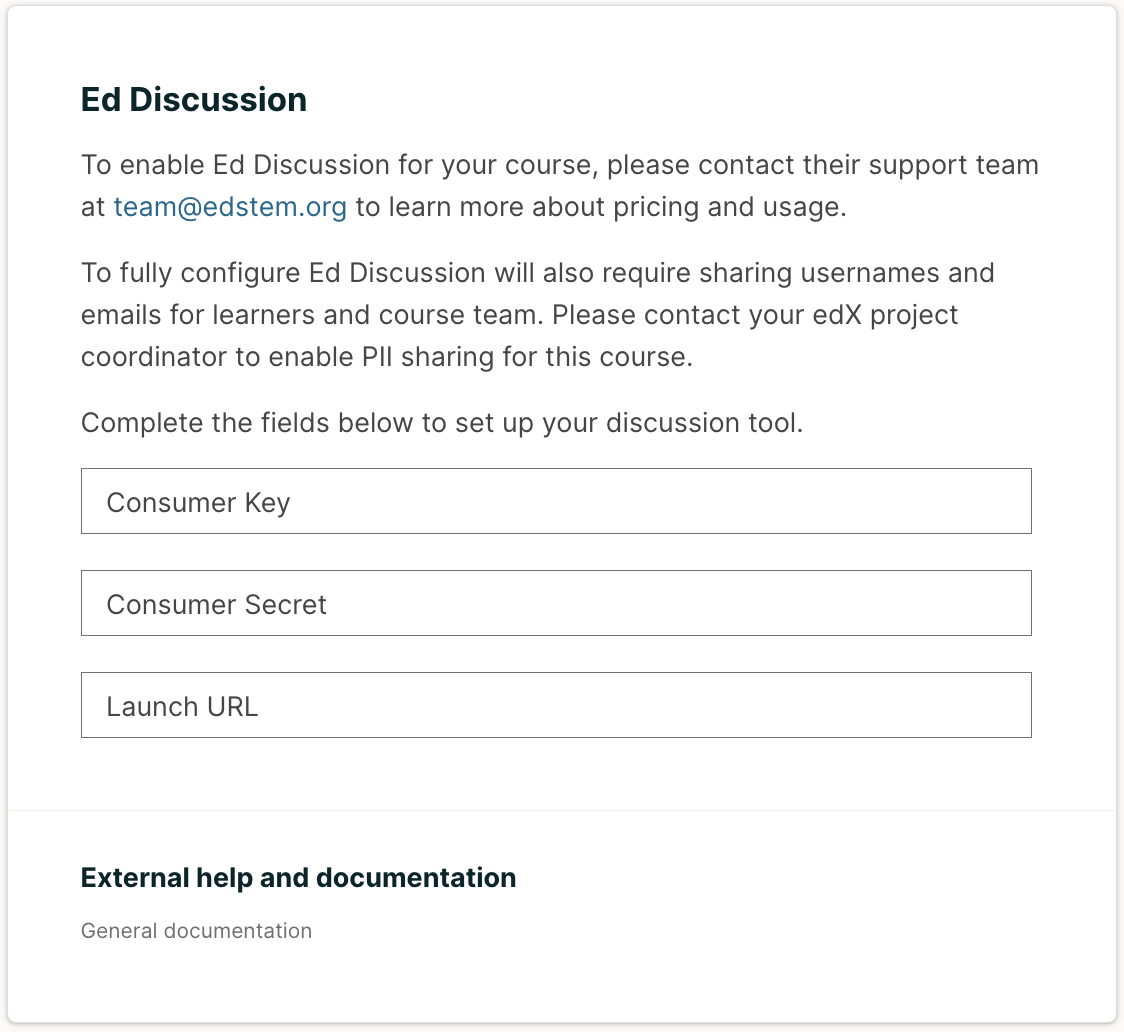 Ed Discussion
To enable Ed Discussion for your course, please contact their support team
at team@edstem.org to learn more about pricing and usage.
To fully configure Ed Discussion will also require sharing usernames and
emails for learners and course team. Please contact your edX project
coordinator to enable PII sharing for this course.
Complete the fields below to set up your discussion tool.
Consumer Key
Consumer Secret
Launch URL
External help and documentation
General documentation